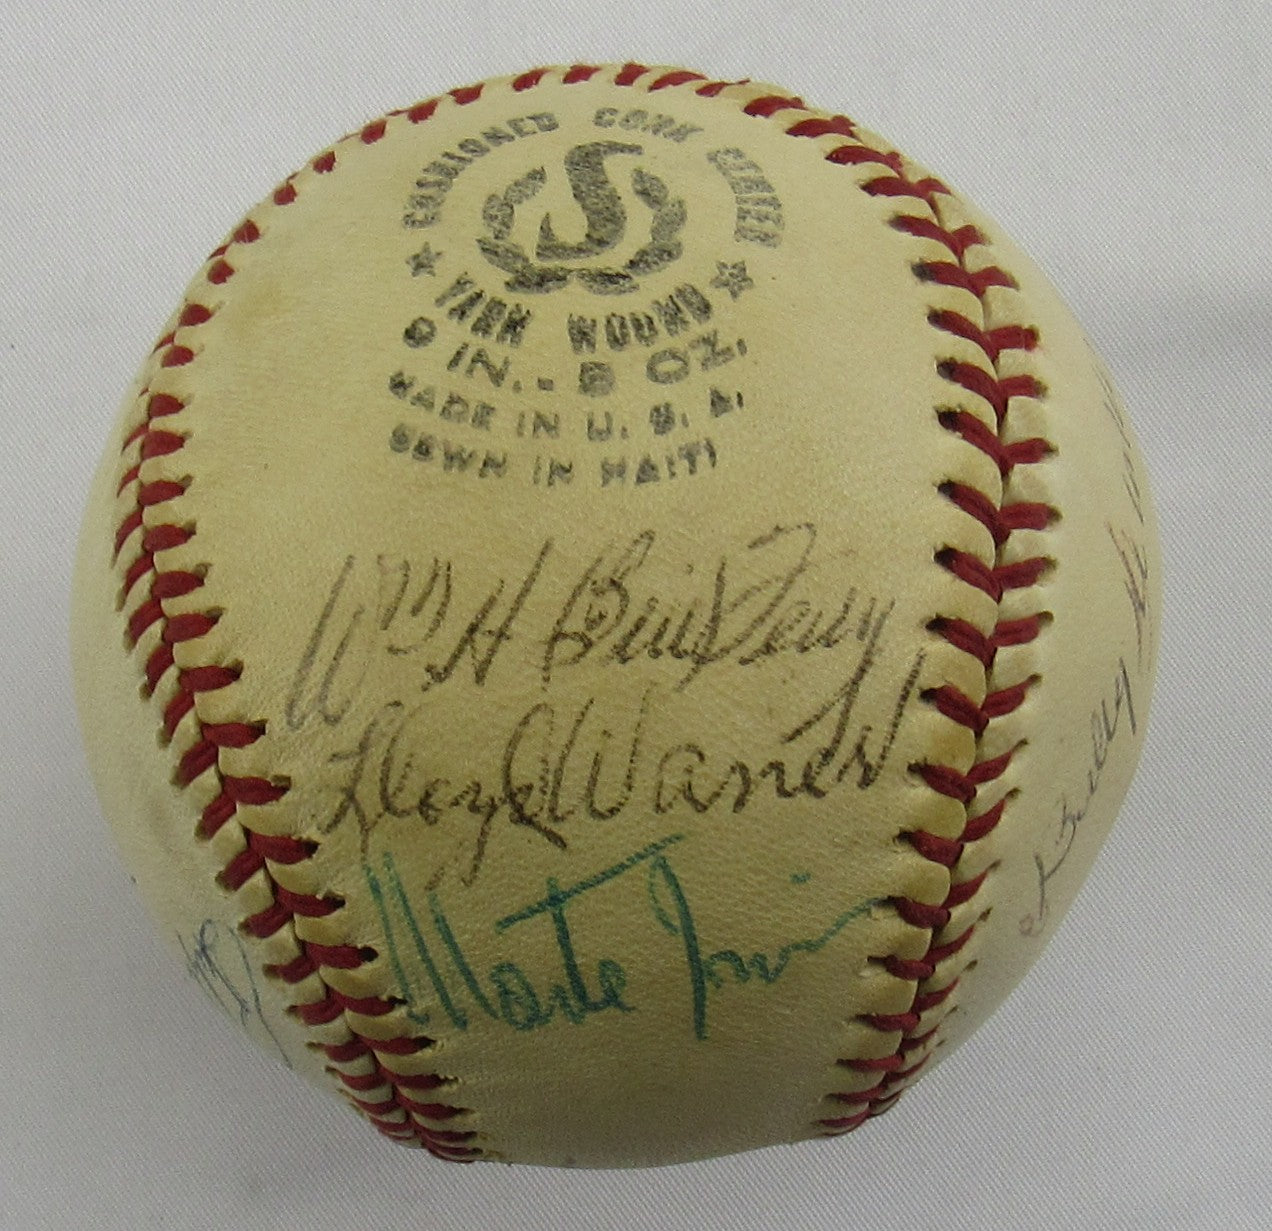 CUSHIONED CORK CENTER
S
YARN WOUND
9 IN. - 5 OZ.
MADE IN U. S. A.
SEWN IN HAITI
Wm H Bill Terry
Lloyd Waner
Monte Irvin
Billy